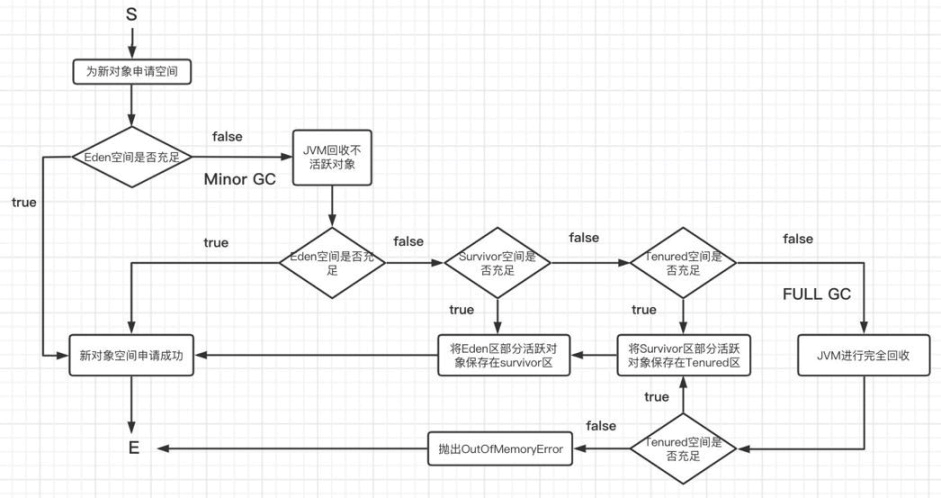 S
为新对象申请空间
false
Eden空间是否充足
JVM回收不
活跃对象
Minor GC
true
true
false
false
false
Eden空间是否充
足
Survivor空间是
否充足
Tenured空间是
否充足
FULL GC
true
true
新对象空间申请成功
将Eden区部分活跃对
象保存在survivor区
将Survivor区部分活跃
对象保存在Tenured区
JVM进行完全回收
true
false
E
抛出OutOfMemoryError
Tenured空间是
否充足